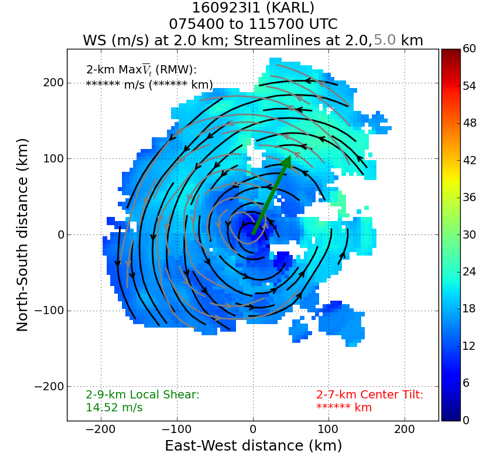 160923I1 (KARL)
075400 to 115700 UTC
WS (m/s) at 2.0 km; Streamlines at 2.0,5.0 km
2-km Max V̅ₜ (RMW):
****** m/s (****** km)
North-South distance (km)
200
100
0
−100
−200
2-9-km Local Shear:
14.52 m/s
2-7-km Center Tilt:
****** km
−200 −100 0 100 200
East-West distance (km)
60
54
48
42
36
30
24
18
12
6
0